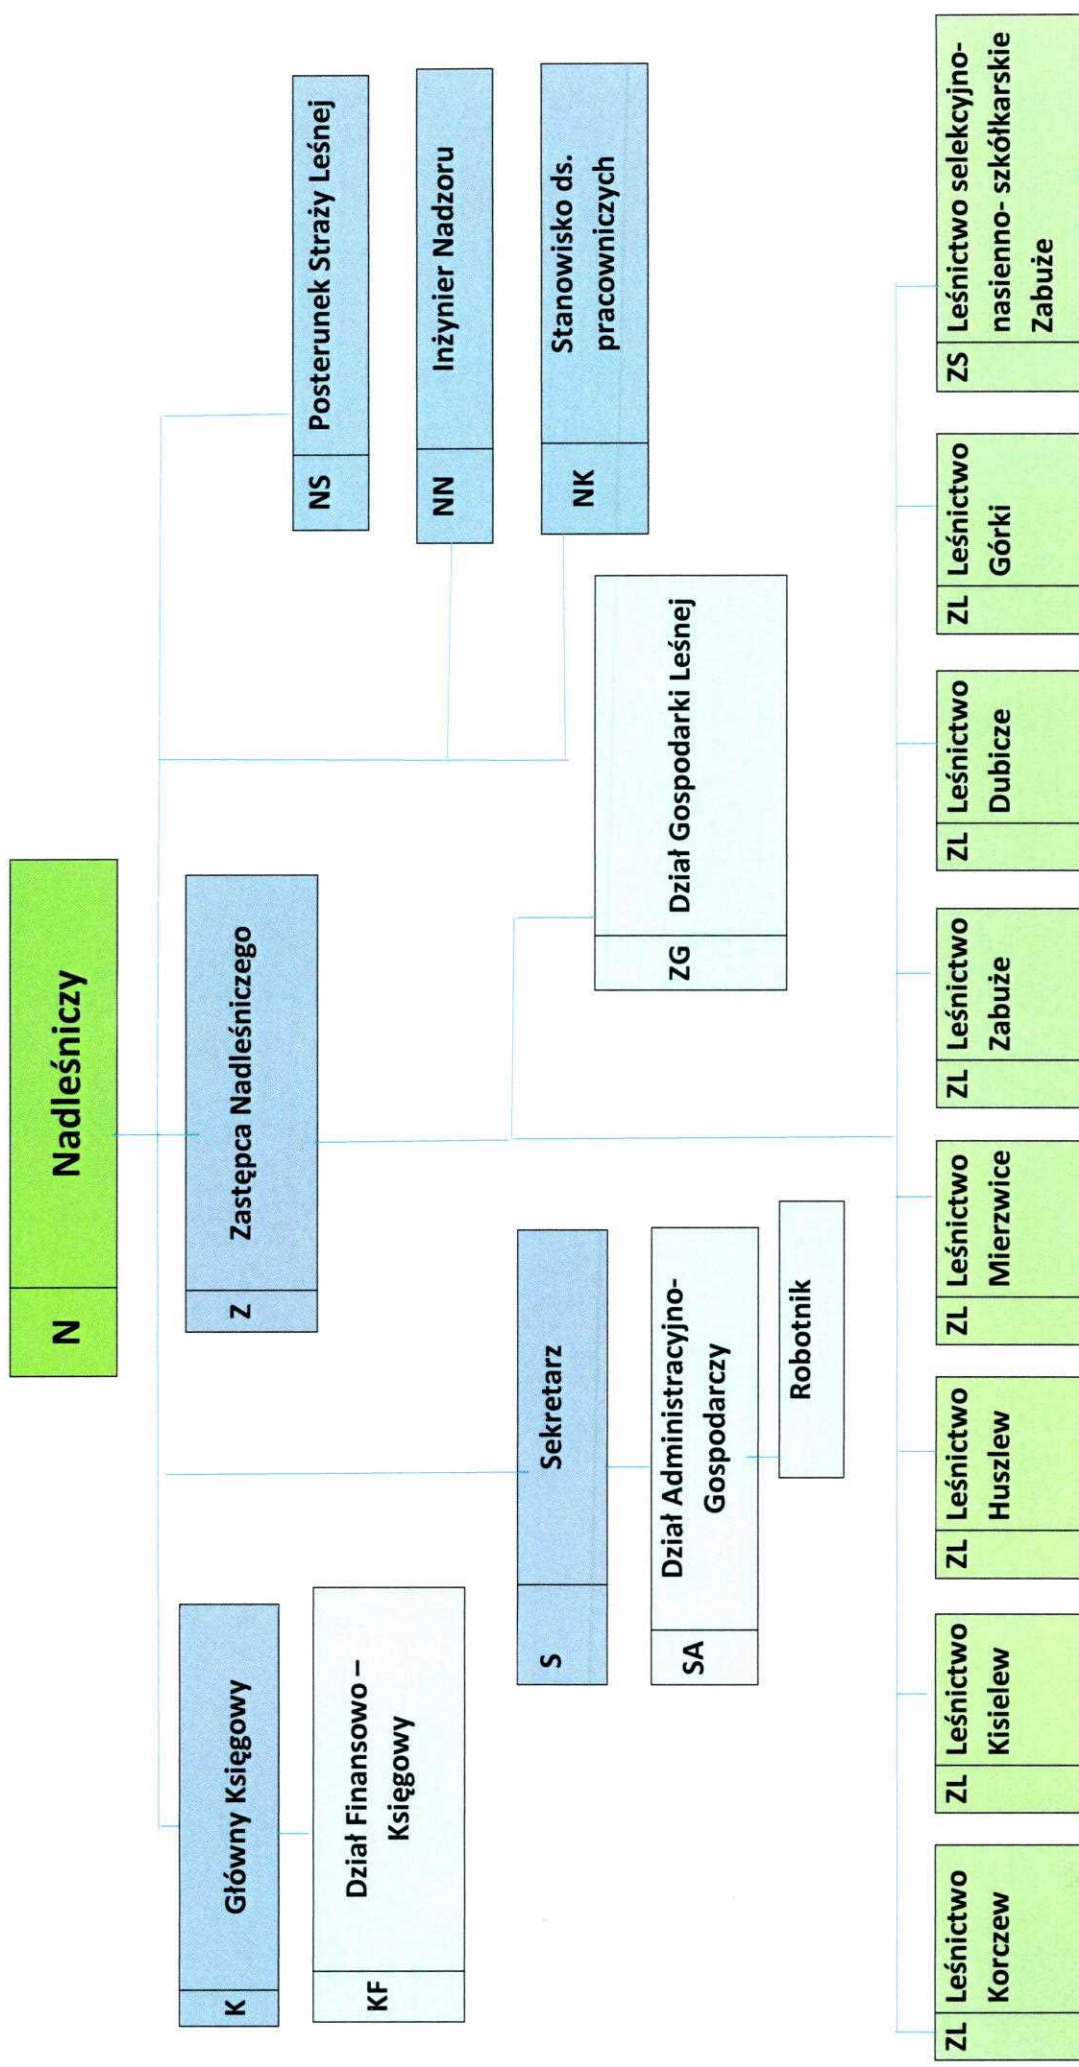 N Nadleśniczy
Z Zastępca Nadleśniczego
K Główny Księgowy
KF Dział Finansowo –
Księgowy
S Sekretarz
SA Dział Administracyjno-
Gospodarczy
Robotnik
NS Posterunek Straży Leśnej
NN Inżynier Nadzoru
NK Stanowisko ds.
pracowniczych
ZG Dział Gospodarki Leśnej
ZL Leśnictwo
Korczew
ZL Leśnictwo
Kisielew
ZL Leśnictwo
Huszlew
ZL Leśnictwo
Mierzwice
ZL Leśnictwo
Zabuże
ZL Leśnictwo
Dubicze
ZL Leśnictwo
Górki
ZS Leśnictwo selekcyjno-
nasienno- szkółkarskie
Zabuże